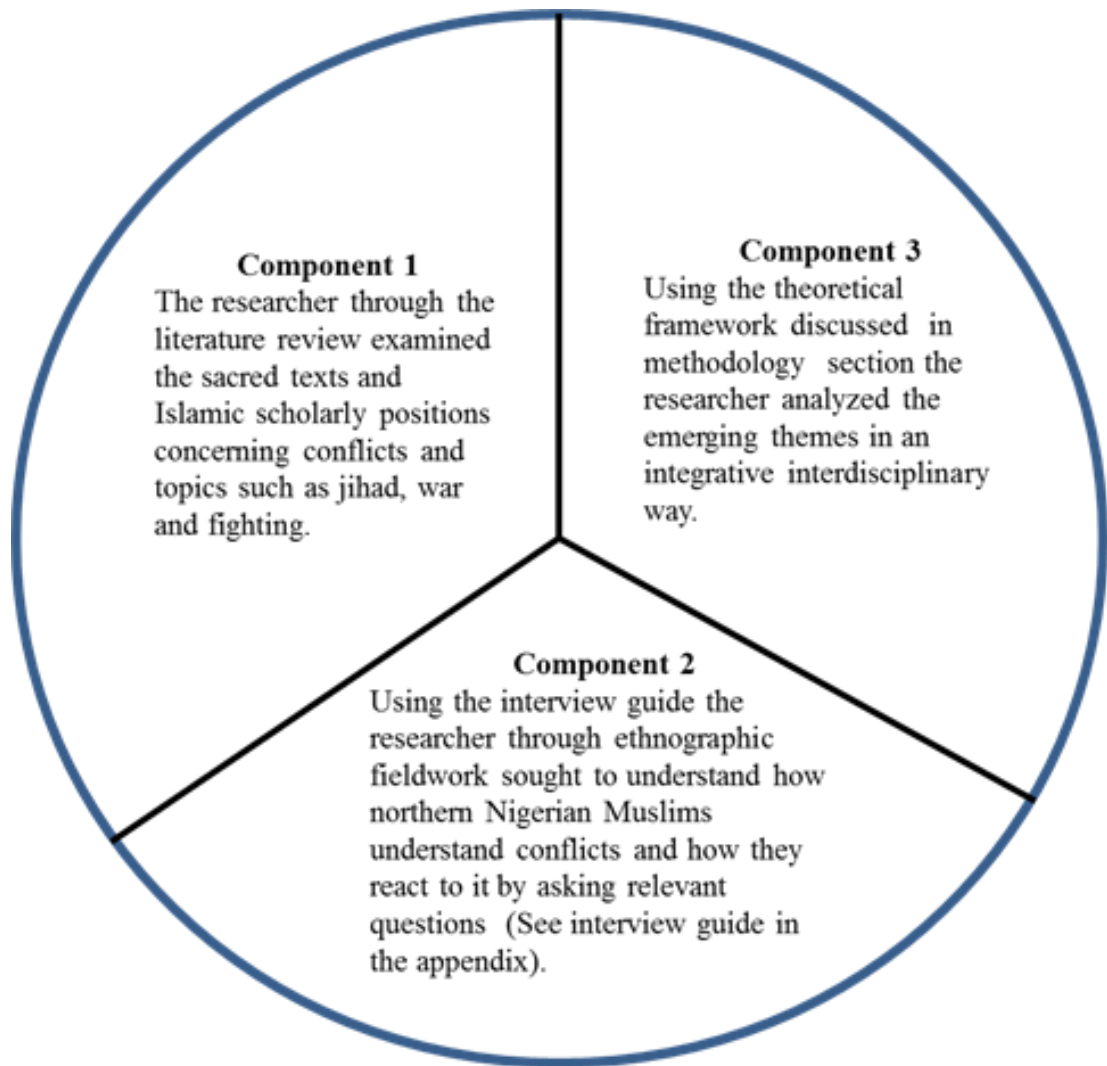 Component 1
The researcher through the
literature review examined
the sacred texts and
Islamic scholarly positions
concerning conflicts and
topics such as jihad, war
and fighting.
Component 2
Using the interview guide the
researcher through ethnographic
fieldwork sought to understand how
northern Nigerian Muslims
understand conflicts and how they
react to it by asking relevant
questions (See interview guide in
the appendix).
Component 3
Using the theoretical
framework discussed in
methodology section the
researcher analyzed the
emerging themes in an
integrative interdisciplinary
way.